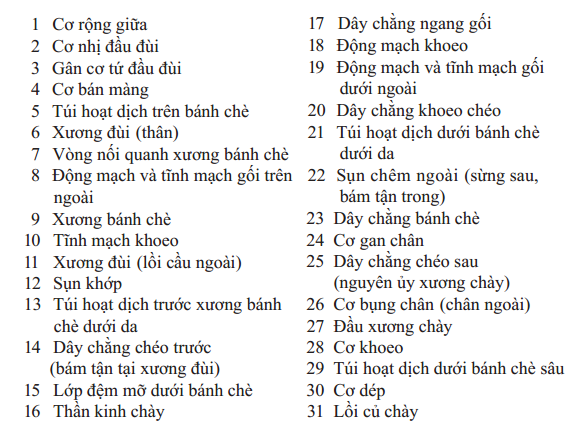 1 Cơ rộng giữa
2 Cơ nhị đầu đùi
3 Gân cơ tứ đầu đùi
4 Cơ bán màng
5 Túi hoạt dịch trên bánh chè
6 Xương đùi (thân)
7 Vòng nối quanh xương bánh chè
8 Động mạch và tĩnh mạch gối trên
ngoài
9 Xương bánh chè
10 Tĩnh mạch khoeo
11 Xương đùi (lồi cầu ngoài)
12 Sụn khớp
13 Túi hoạt dịch trước xương bánh
chè dưới da
14 Dây chằng chéo trước
(bám tận tại xương đùi)
15 Lớp đệm mỡ dưới bánh chè
16 Thần kinh chày
17 Dây chằng ngang gối
18 Động mạch khoeo
19 Động mạch và tĩnh mạch gối
dưới ngoài
20 Dây chằng khoeo chéo
21 Túi hoạt dịch dưới bánh chè
dưới da
22 Sụn chêm ngoài (sừng sau,
bám tận trong)
23 Dây chằng bánh chè
24 Cơ gan chân
25 Dây chằng chéo sau
(nguyên ủy xương chày)
26 Cơ bụng chân (chân ngoài)
27 Đầu xương chày
28 Cơ khoeo
29 Túi hoạt dịch dưới bánh chè sâu
30 Cơ dép
31 Lồi củ chày